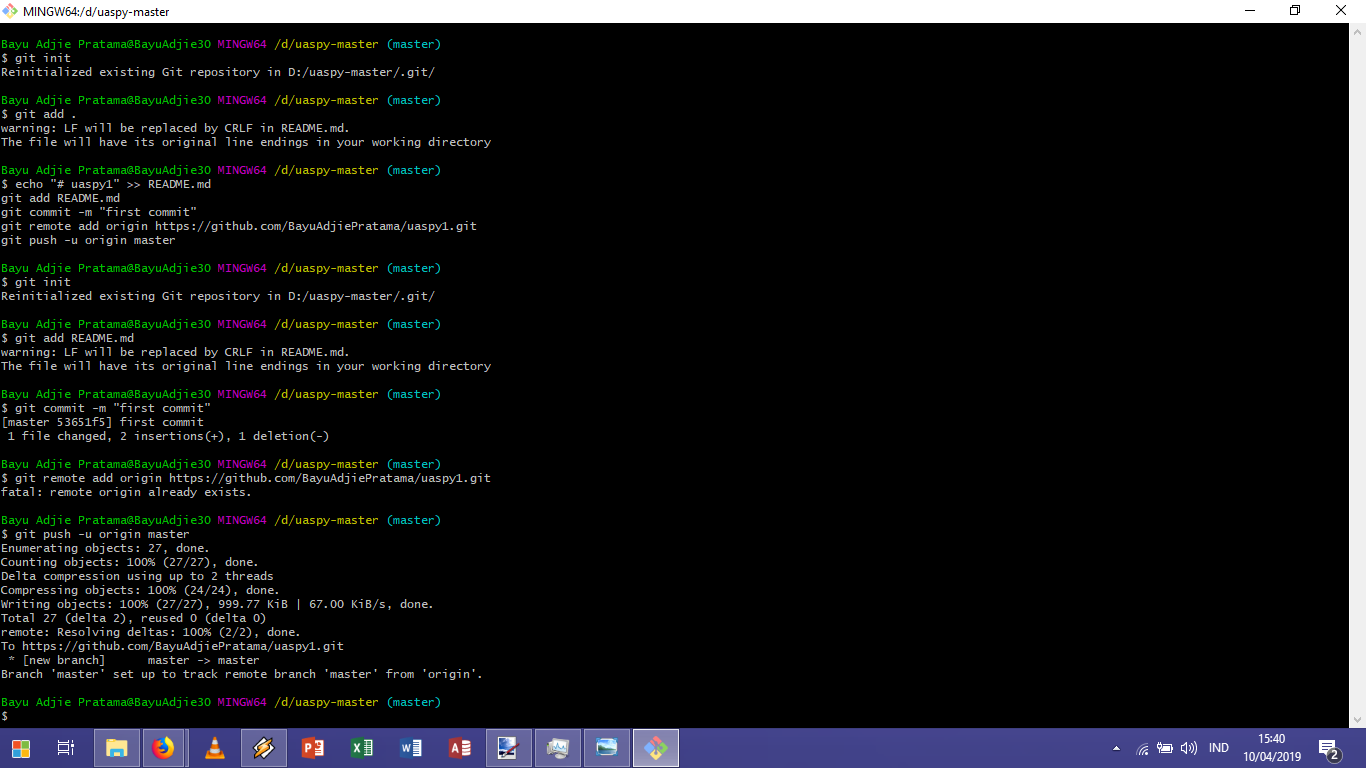 MINGW64:/d/uaspy-master
Bayu Adjie Pratama@BayuAdjie30 MINGW64 /d/uaspy-master (master)
$ git init
Reinitialized existing Git repository in D:/uaspy-master/.git/
Bayu Adjie Pratama@BayuAdjie30 MINGW64 /d/uaspy-master (master)
$ git add .
warning: LF will be replaced by CRLF in README.md.
The file will have its original line endings in your working directory
Bayu Adjie Pratama@BayuAdjie30 MINGW64 /d/uaspy-master (master)
$ echo "# uaspy1" >> README.md
git add README.md
git commit -m "first commit"
git remote add origin https://github.com/BayuAdjiePratama/uaspy1.git
git push -u origin master
Bayu Adjie Pratama@BayuAdjie30 MINGW64 /d/uaspy-master (master)
$ git init
Reinitialized existing Git repository in D:/uaspy-master/.git/
Bayu Adjie Pratama@BayuAdjie30 MINGW64 /d/uaspy-master (master)
$ git add README.md
warning: LF will be replaced by CRLF in README.md.
The file will have its original line endings in your working directory
Bayu Adjie Pratama@BayuAdjie30 MINGW64 /d/uaspy-master (master)
$ git commit -m "first commit"
[master 53651f5] first commit
1 file changed, 2 insertions(+), 1 deletion(-)
Bayu Adjie Pratama@BayuAdjie30 MINGW64 /d/uaspy-master (master)
$ git remote add origin https://github.com/BayuAdjiePratama/uaspy1.git
fatal: remote origin already exists.
Bayu Adjie Pratama@BayuAdjie30 MINGW64 /d/uaspy-master (master)
$ git push -u origin master
Enumerating objects: 27, done.
Counting objects: 100% (27/27), done.
Delta compression using up to 2 threads
Compressing objects: 100% (24/24), done.
Writing objects: 100% (27/27), 999.77 KiB | 67.00 KiB/s, done.
Total 27 (delta 2), reused 0 (delta 0)
remote: Resolving deltas: 100% (2/2), done.
To https://github.com/BayuAdjiePratama/uaspy1.git
* [new branch]      master -> master
Branch 'master' set up to track remote branch 'master' from 'origin'.
Bayu Adjie Pratama@BayuAdjie30 MINGW64 /d/uaspy-master (master)
$
IND
15:40
10/04/2019
2